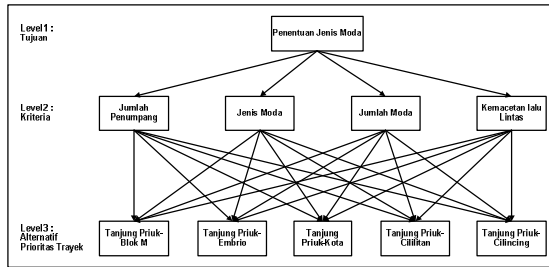 Level1 :
Tujuan
Penentuan Jenis Moda
Level2 :
Kriteria
Jumlah
Penumpang
Jenis Moda
Jumlah Moda
Kemacetan lalu
Lintas
Level3 :
Alternatif
Prioritas Trayek
Tanjung Priuk-
Blok M
Tanjung Priuk-
Embrio
Tanjung
Priuk-Kota
Tanjung Priuk-
Cililitan
Tanjung Priuk-
Cilincing